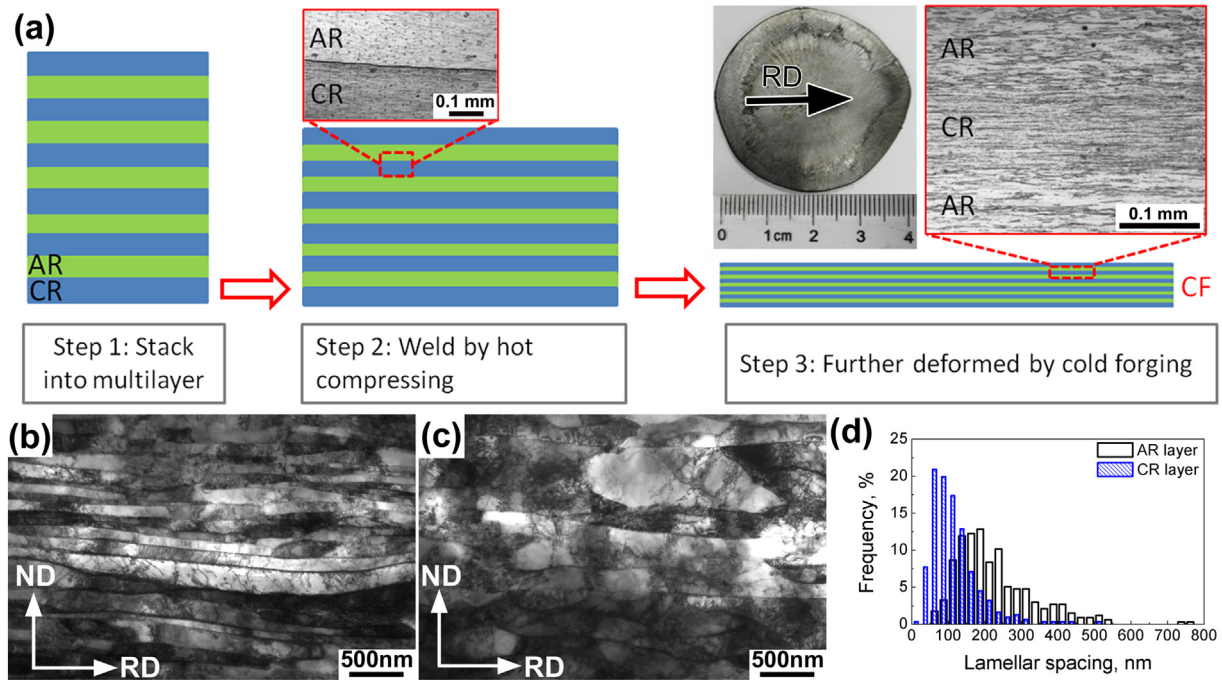 (a)
AR
CR
0.1 mm
RD
0 1cm 2 3 4
AR
CR
AR
0.1 mm
AR
CR
CF
Step 1: Stack
into multilayer
Step 2: Weld by hot
compressing
Step 3: Further deformed by cold forging
(b)
ND
RD
500nm
(c)
ND
RD
500nm
(d)
25
20
15
10
5
0
Frequency, %
AR layer
CR layer
0 100 200 300 400 500 600 700 800
Lamellar spacing, nm